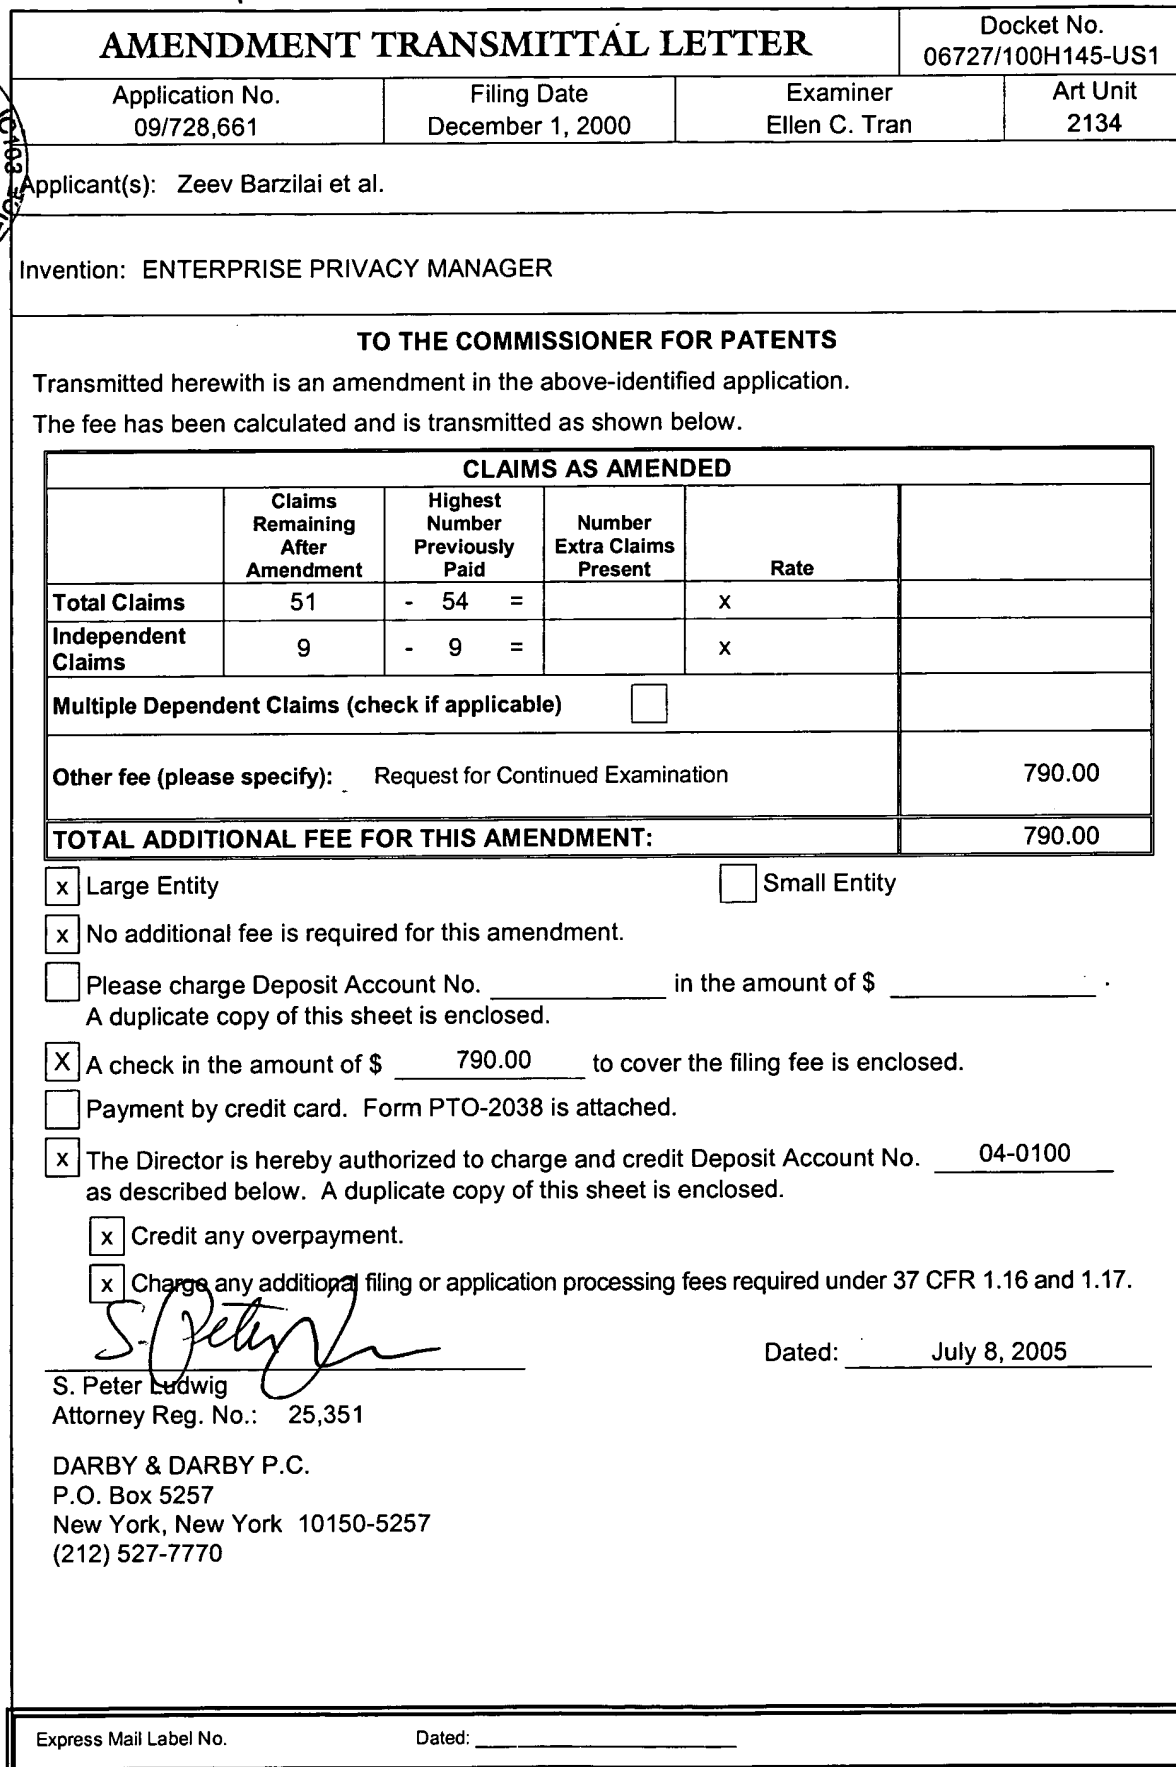 AMENDMENT TRANSMITTAL LETTER
Docket No.
06727/100H145-US1
Application No.
09/728,661
Filing Date
December 1, 2000
Examiner
Ellen C. Tran
Art Unit
2134
Applicant(s): Zeev Barzilai et al.
Invention: ENTERPRISE PRIVACY MANAGER
TO THE COMMISSIONER FOR PATENTS
Transmitted herewith is an amendment in the above-identified application.
The fee has been calculated and is transmitted as shown below.
CLAIMS AS AMENDED
Claims
Remaining
After
Amendment
Highest
Number
Previously
Paid
Number
Extra Claims
Present
Rate
Total Claims 51 - 54 = x
Independent
Claims 9 - 9 = x
Multiple Dependent Claims (check if applicable)
Other fee (please specify): Request for Continued Examination 790.00
TOTAL ADDITIONAL FEE FOR THIS AMENDMENT: 790.00
x Large Entity Small Entity
x No additional fee is required for this amendment.
Please charge Deposit Account No. in the amount of $ .
A duplicate copy of this sheet is enclosed.
X A check in the amount of $ 790.00 to cover the filing fee is enclosed.
Payment by credit card. Form PTO-2038 is attached.
x The Director is hereby authorized to charge and credit Deposit Account No. 04-0100
as described below. A duplicate copy of this sheet is enclosed.
x Credit any overpayment.
x Charge any additional filing or application processing fees required under 37 CFR 1.16 and 1.17.
S. Peter
Dated: July 8, 2005
S. Peter Ludwig
Attorney Reg. No.: 25,351
DARBY & DARBY P.C.
P.O. Box 5257
New York, New York 10150-5257
(212) 527-7770
Express Mail Label No. Dated: